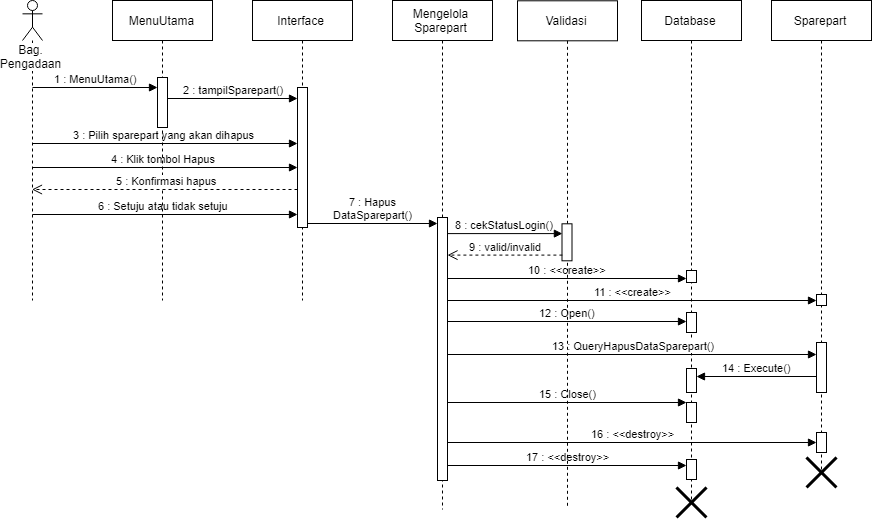 MenuUtama
Interface
Mengelola
Sparepart
Validasi
Database
Sparepart
Bag.
Pengadaan
1 : MenuUtama()
2 : tampilSparepart()
3 : Pilih sparepart yang akan dihapus
4 : Klik tombol Hapus
5 : Konfirmasi hapus
6 : Setuju atau tidak setuju
7 : Hapus
DataSparepart()
8 : cekStatusLogin()
9 : valid/invalid
10 : <<create>>
11 : <<create>>
12 : Open()
13 : QueryHapusDataSparepart()
14 : Execute()
15 : Close()
16 : <<destroy>>
17 : <<destroy>>